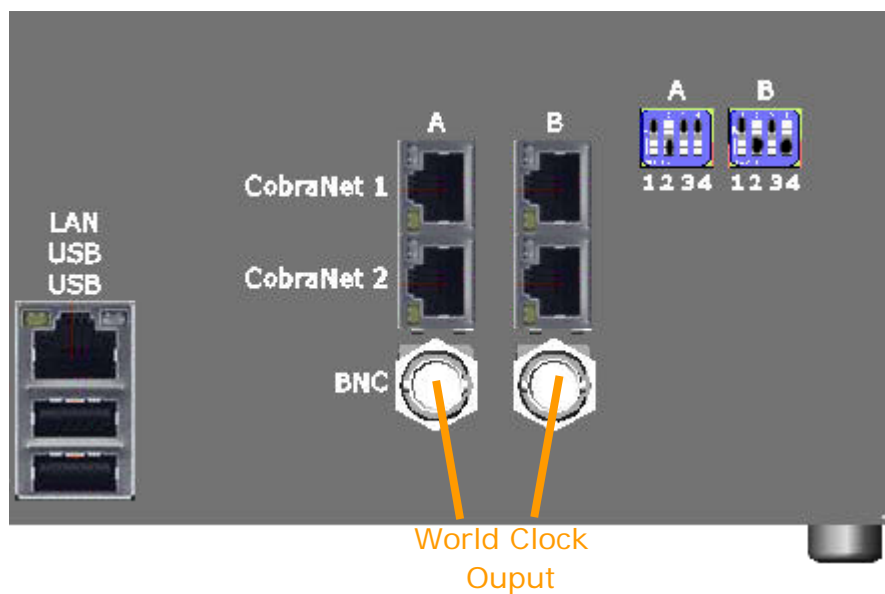 A B
A B
CobraNet 1
1 2 3 4 1 2 3 4
LAN
USB
USB
CobraNet 2
BNC
World Clock
Ouput